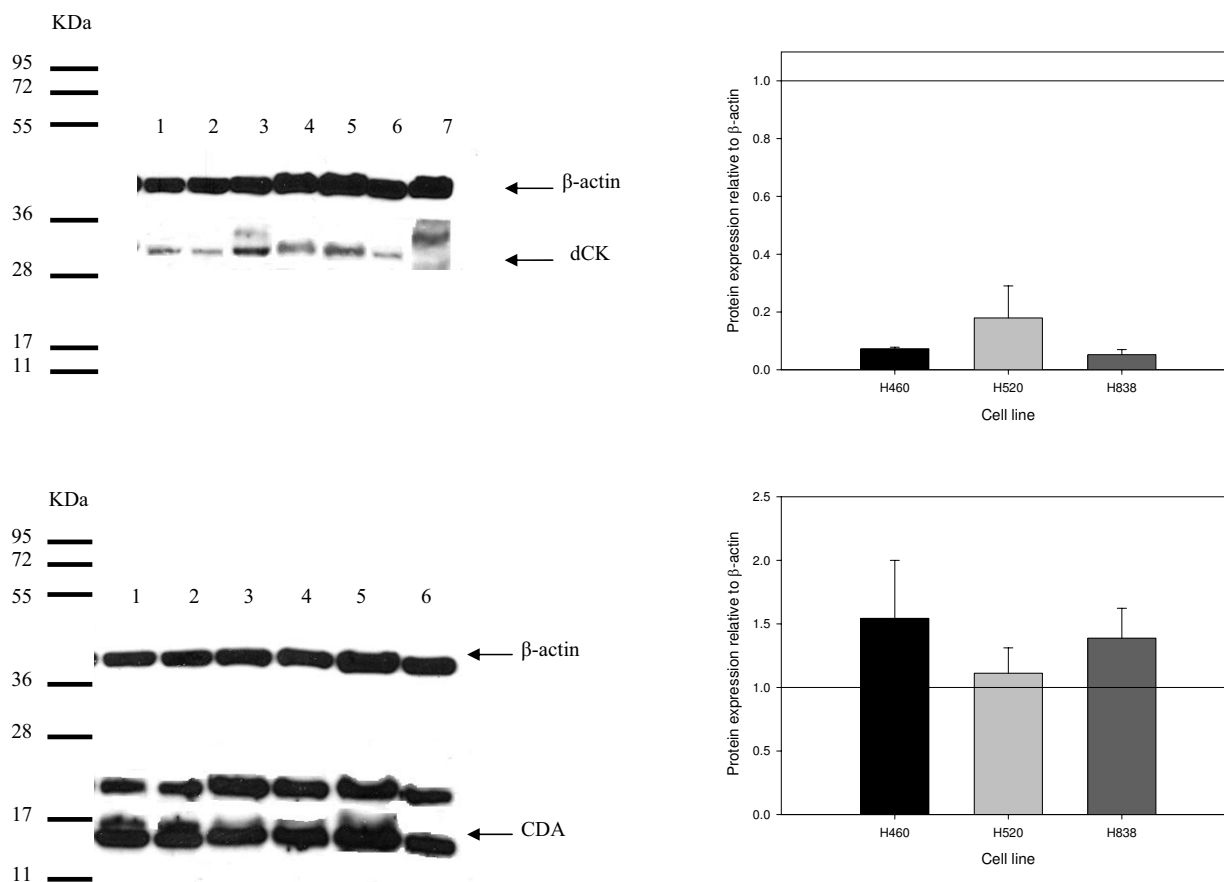 KDa
95
72
55
36
28
17
11
1 2 3 4 5 6 7
β-actin
dCK
Protein expression relative to β-actin
1.0
0.8
0.6
0.4
0.2
0.0
H460 H520 H838
Cell line
KDa
95
72
55
36
28
17
11
1 2 3 4 5 6
β-actin
CDA
Protein expression relative to β-actin
2.5
2.0
1.5
1.0
0.5
0.0
H460 H520 H838
Cell line